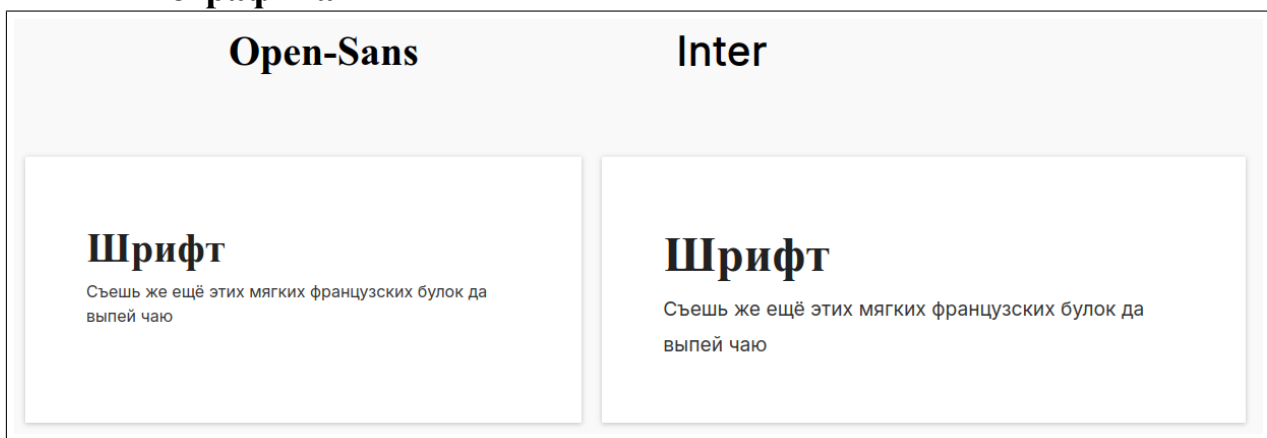 Open-Sans
Inter
Шрифт
Съешь же ещё этих мягких французских булок да
выпей чаю
Шрифт
Съешь же ещё этих мягких французских булок да
выпей чаю